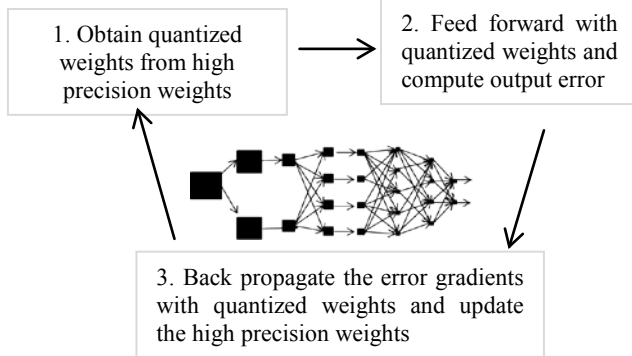 1. Obtain quantized
weights from high
precision weights
2. Feed forward with
quantized weights and
compute output error
3. Back propagate the error gradients
with quantized weights and update
the high precision weights